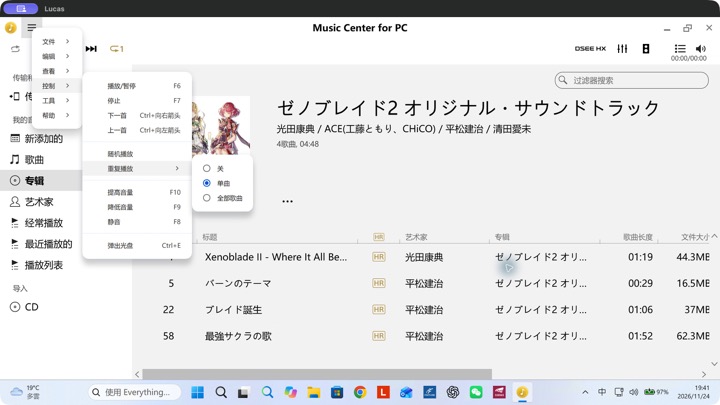 Lucas
Music Center for PC
文件
编辑
查看
控制
工具
帮助
1
DSEE HX
00:00/00:00
播放/暂停 F6
停止 F7
下一首 Ctrl+向右箭头
上一首 Ctrl+向左箭头
随机播放
重复播放
提高音量 F10
降低音量 F9
静音 F8
弹出光盘 Ctrl+E
关
单曲
全部歌曲
新添加的
歌曲
专辑
艺术家
经常播放
最近播放的
播放列表
导入
CD
过滤器搜索
ゼノブレイド2 オリジナル・サウンドトラック
光田康典 / ACE(工藤ともり、CHiCO) / 平松建治 / 清田愛未
4歌曲, 04:48
标题 HR 艺术家 专辑 歌曲长度 文件大小
Xenoblade II - Where It All Be... HR 光田康典 ゼノブレイド2 オリ... 01:19 44.3MB
5 バーンのテーマ HR 平松建治 ゼノブレイド2 オリ... 00:29 16.5MB
22 ブレイド誕生 HR 平松建治 ゼノブレイド2 オリ... 01:06 37MB
58 最強サクラの歌 HR 平松建治 ゼノブレイド2 オリ... 01:52 62.3MB
19°C
多雲
使用 Everything...
中
97%
19:41
2026/11/24